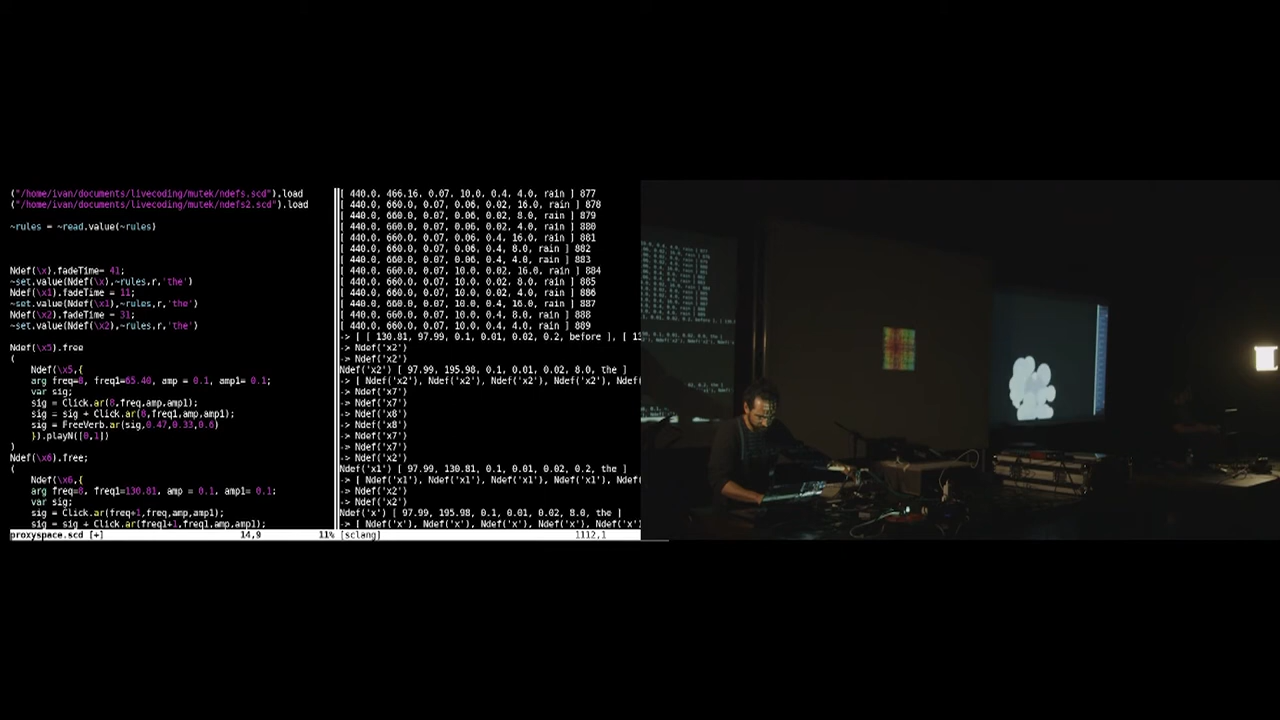 ("/home/ivan/documents/livecoding/mutek/ndefs.scd").load
("/home/ivan/documents/livecoding/mutek/ndefs2.scd").load
~rules = ~read.value(~rules)
Ndef(\x).fadeTime= 41;
~set.value(Ndef(\x),~rules,r,'the')
Ndef(\x1).fadeTime = 11;
~set.value(Ndef(\x1),~rules,r,'the')
Ndef(\x2).fadeTime = 31;
~set.value(Ndef(\x2),~rules,r,'the')
Ndef(\x5).free
(
Ndef(\x5,{
arg freq=8, freq1=65.40, amp = 0.1, amp1= 0.1;
var sig;
sig = Click.ar(8,freq,amp,amp1);
sig = sig + Click.ar(8,freq1,amp,amp1);
sig = FreeVerb.ar(sig,0.47,0.33,0.6)
}).playN([0,1])
)
Ndef(\x6).free;
(
Ndef(\x6,{
arg freq=8, freq1=130.81, amp = 0.1, amp1= 0.1;
var sig;
sig = Click.ar(freq+1,freq,amp,amp1);
sig = sig + Click.ar(freq1+1,freq1,amp,amp1);
proxyspace.scd [+] 14,9 11%
[ 440.0, 466.16, 0.07, 10.0, 0.4, 4.0, rain ] 877
[ 440.0, 660.0, 0.07, 0.06, 0.02, 16.0, rain ] 878
[ 440.0, 660.0, 0.07, 0.06, 0.02, 8.0, rain ] 879
[ 440.0, 660.0, 0.07, 0.06, 0.02, 4.0, rain ] 880
[ 440.0, 660.0, 0.07, 0.06, 0.4, 16.0, rain ] 881
[ 440.0, 660.0, 0.07, 0.06, 0.4, 8.0, rain ] 882
[ 440.0, 660.0, 0.07, 0.06, 0.4, 4.0, rain ] 883
[ 440.0, 660.0, 0.07, 10.0, 0.02, 16.0, rain ] 884
[ 440.0, 660.0, 0.07, 10.0, 0.02, 8.0, rain ] 885
[ 440.0, 660.0, 0.07, 10.0, 0.02, 4.0, rain ] 886
[ 440.0, 660.0, 0.07, 10.0, 0.4, 16.0, rain ] 887
[ 440.0, 660.0, 0.07, 10.0, 0.4, 8.0, rain ] 888
[ 440.0, 660.0, 0.07, 10.0, 0.4, 4.0, rain ] 889
-> [ [ 130.81, 97.99, 0.1, 0.01, 0.02, 0.2, before ], [ 13
-> Ndef('x2')
-> Ndef('x2')
Ndef('x2') [ 97.99, 195.98, 0.1, 0.01, 0.02, 8.0, the ]
-> [ Ndef('x2'), Ndef('x2'), Ndef('x2'), Ndef('x2'), Ndef(
-> Ndef('x7')
-> Ndef('x7')
-> Ndef('x8')
-> Ndef('x8')
-> Ndef('x7')
-> Ndef('x7')
-> Ndef('x2')
Ndef('x1') [ 97.99, 130.81, 0.1, 0.01, 0.02, 0.2, the ]
-> [ Ndef('x1'), Ndef('x1'), Ndef('x1'), Ndef('x1'), Ndef(
-> Ndef('x2')
-> Ndef('x2')
Ndef('x') [ 97.99, 195.98, 0.1, 0.01, 0.02, 8.0, the ]
-> [ Ndef('x'), Ndef('x'), Ndef('x'), Ndef('x'), Ndef('x')
[sclang] 1112,1